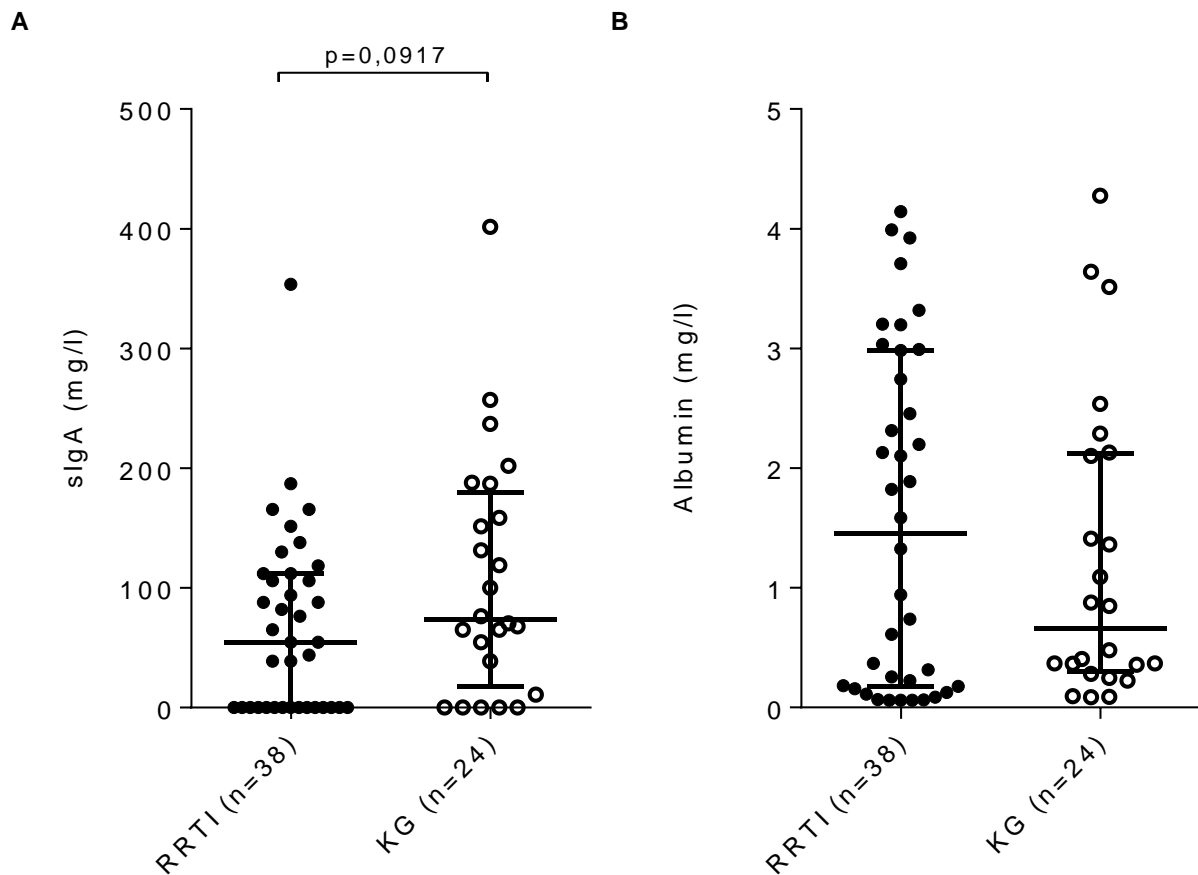 A
p=0,0917
500
400
300
200
100
0
sIgA (mg/l)
RRTI (n=38)
KG (n=24)
B
5
4
3
2
1
0
Albumin (mg/l)
RRTI (n=38)
KG (n=24)